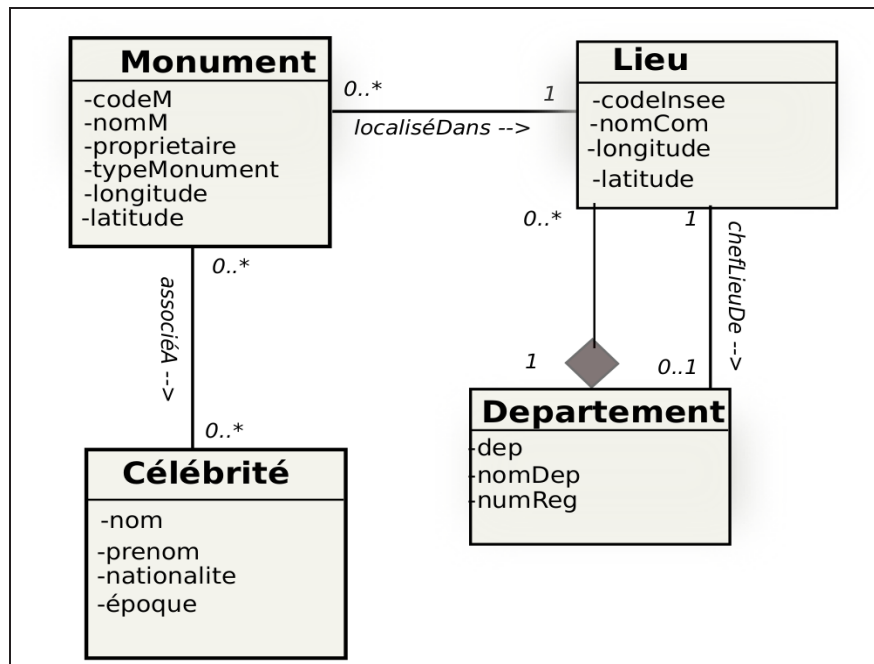 Monument
-codeM
-nomM
-proprietaire
-typeMonument
-longitude
-latitude
0..*
1
localiséDans -->
Lieu
-codeInsee
-nomCom
-longitude
-latitude
0..*
1
chefLieuDe -->
1
0..1
Departement
-dep
-nomDep
-numReg
0..*
associéA -->
0..*
Célébrité
-nom
-prenom
-nationalite
-époque